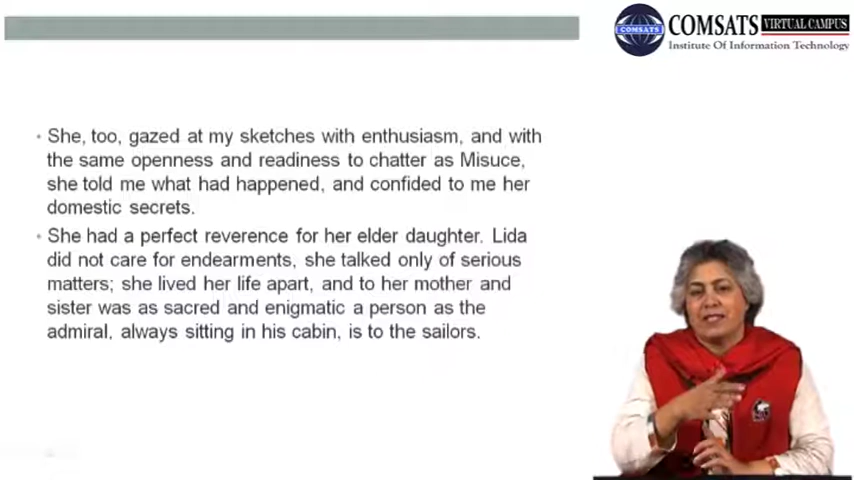 COMSATS
COMSATS VIRTUAL CAMPUS
Institute Of Information Technology
• She, too, gazed at my sketches with enthusiasm, and with
the same openness and readiness to chatter as Misuce,
she told me what had happened, and confided to me her
domestic secrets.
• She had a perfect reverence for her elder daughter. Lida
did not care for endearments, she talked only of serious
matters; she lived her life apart, and to her mother and
sister was as sacred and enigmatic a person as the
admiral, always sitting in his cabin, is to the sailors.